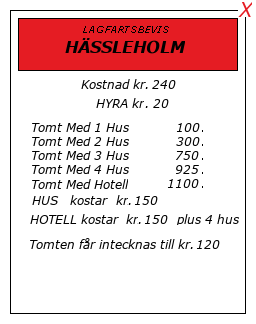 X
LAGFARTSBEVIS
HÄSSLEHOLM
Kostnad kr. 240
HYRA kr. 20
Tomt Med 1 Hus 100.
Tomt Med 2 Hus 300.
Tomt Med 3 Hus 750.
Tomt Med 4 Hus 925.
Tomt Med Hotell 1100.
HUS kostar kr. 150
HOTELL kostar kr. 150 plus 4 hus
Tomten får intecknas till kr. 120